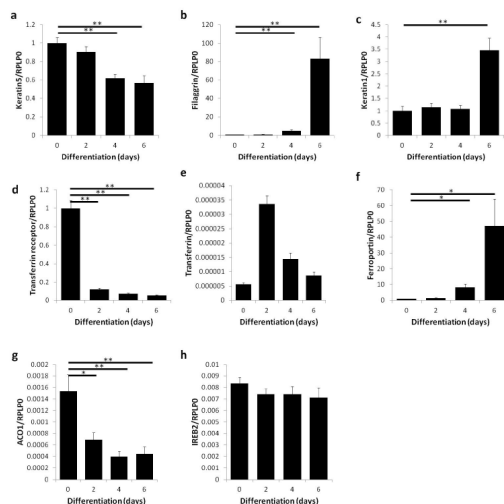 a
**
**
1.2
1
0.8
0.6
0.4
0.2
0
Keratin5/RPLP0
0 2 4 6
Differentiation (days)
b
**
**
120
100
80
60
40
20
0
Filaggrin/RPLP0
0 2 4 6
Differentiation (days)
c
**
4.5
4
3.5
3
2.5
2
1.5
1
0.5
0
Keratin1/RPLP0
0 2 4 6
Differentiation (days)
d
**
**
**
1.2
1
0.8
0.6
0.4
0.2
0
Transferrin receptor/RPLP0
0 2 4 6
Differentiation (days)
e
0.00004
0.000035
0.00003
0.000025
0.00002
0.000015
0.00001
0.000005
0
Transferrin/RPLP0
0 2 4 6
Differentiation (days)
f
*
*
70
60
50
40
30
20
10
0
Ferroportin/RPLP0
0 2 4 6
Differentiation (days)
g
**
**
*
0.002
0.0018
0.0016
0.0014
0.0012
0.001
0.0008
0.0006
0.0004
0.0002
0
ACO1/RPLP0
0 2 4 6
Differentiation (days)
h
0.01
0.009
0.008
0.007
0.006
0.005
0.004
0.003
0.002
0.001
0
IREB2/RPLP0
0 2 4 6
Differentiation (days)